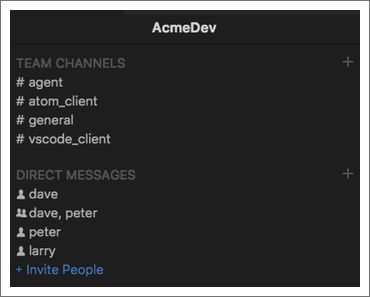 AcmeDev
TEAM CHANNELS +
# agent
# atom_client
# general
# vscode_client
DIRECT MESSAGES +
dave
dave, peter
peter
larry
+ Invite People